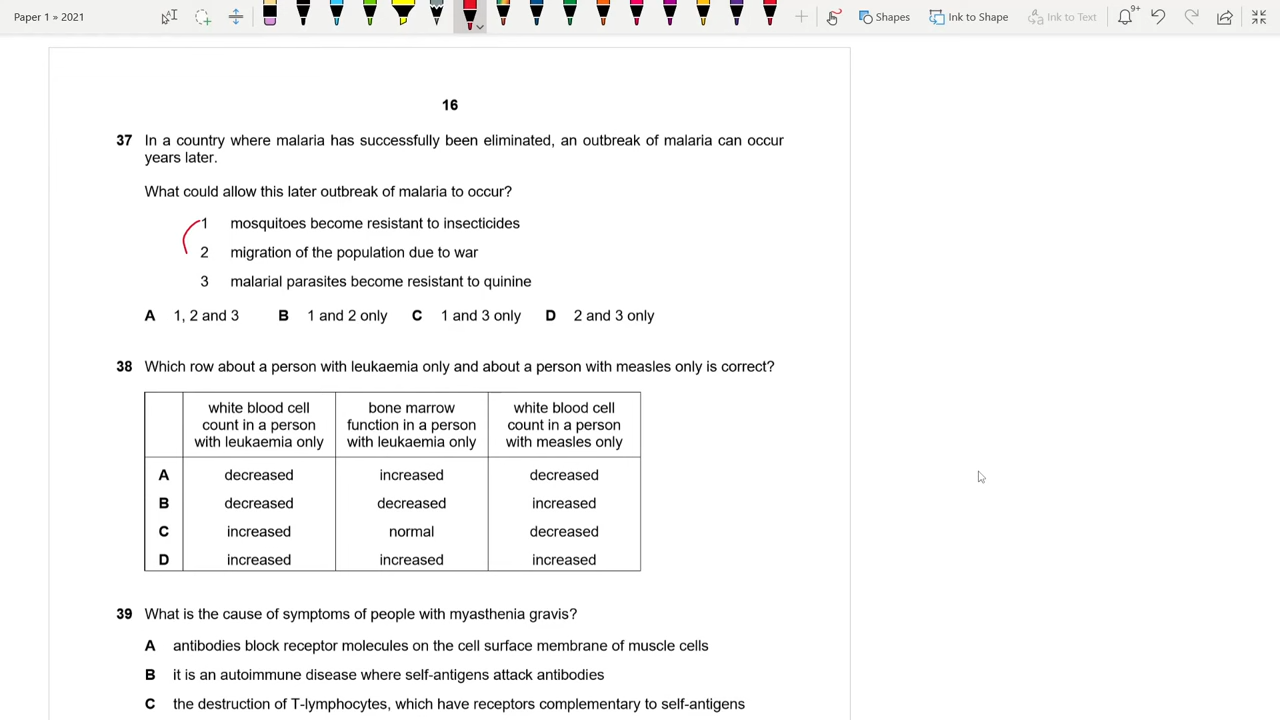 Paper 1 » 2021
Shapes
Ink to Shape
Ink to Text
9+
16
37 In a country where malaria has successfully been eliminated, an outbreak of malaria can occur
years later.
What could allow this later outbreak of malaria to occur?
1 mosquitoes become resistant to insecticides
2 migration of the population due to war
3 malarial parasites become resistant to quinine
A 1, 2 and 3 B 1 and 2 only C 1 and 3 only D 2 and 3 only
38 Which row about a person with leukaemia only and about a person with measles only is correct?
white blood cell count in a person with leukaemia only
bone marrow function in a person with leukaemia only
white blood cell count in a person with measles only
A decreased increased decreased
B decreased decreased increased
C increased normal decreased
D increased increased increased
39 What is the cause of symptoms of people with myasthenia gravis?
A antibodies block receptor molecules on the cell surface membrane of muscle cells
B it is an autoimmune disease where self-antigens attack antibodies
C the destruction of T-lymphocytes, which have receptors complementary to self-antigens